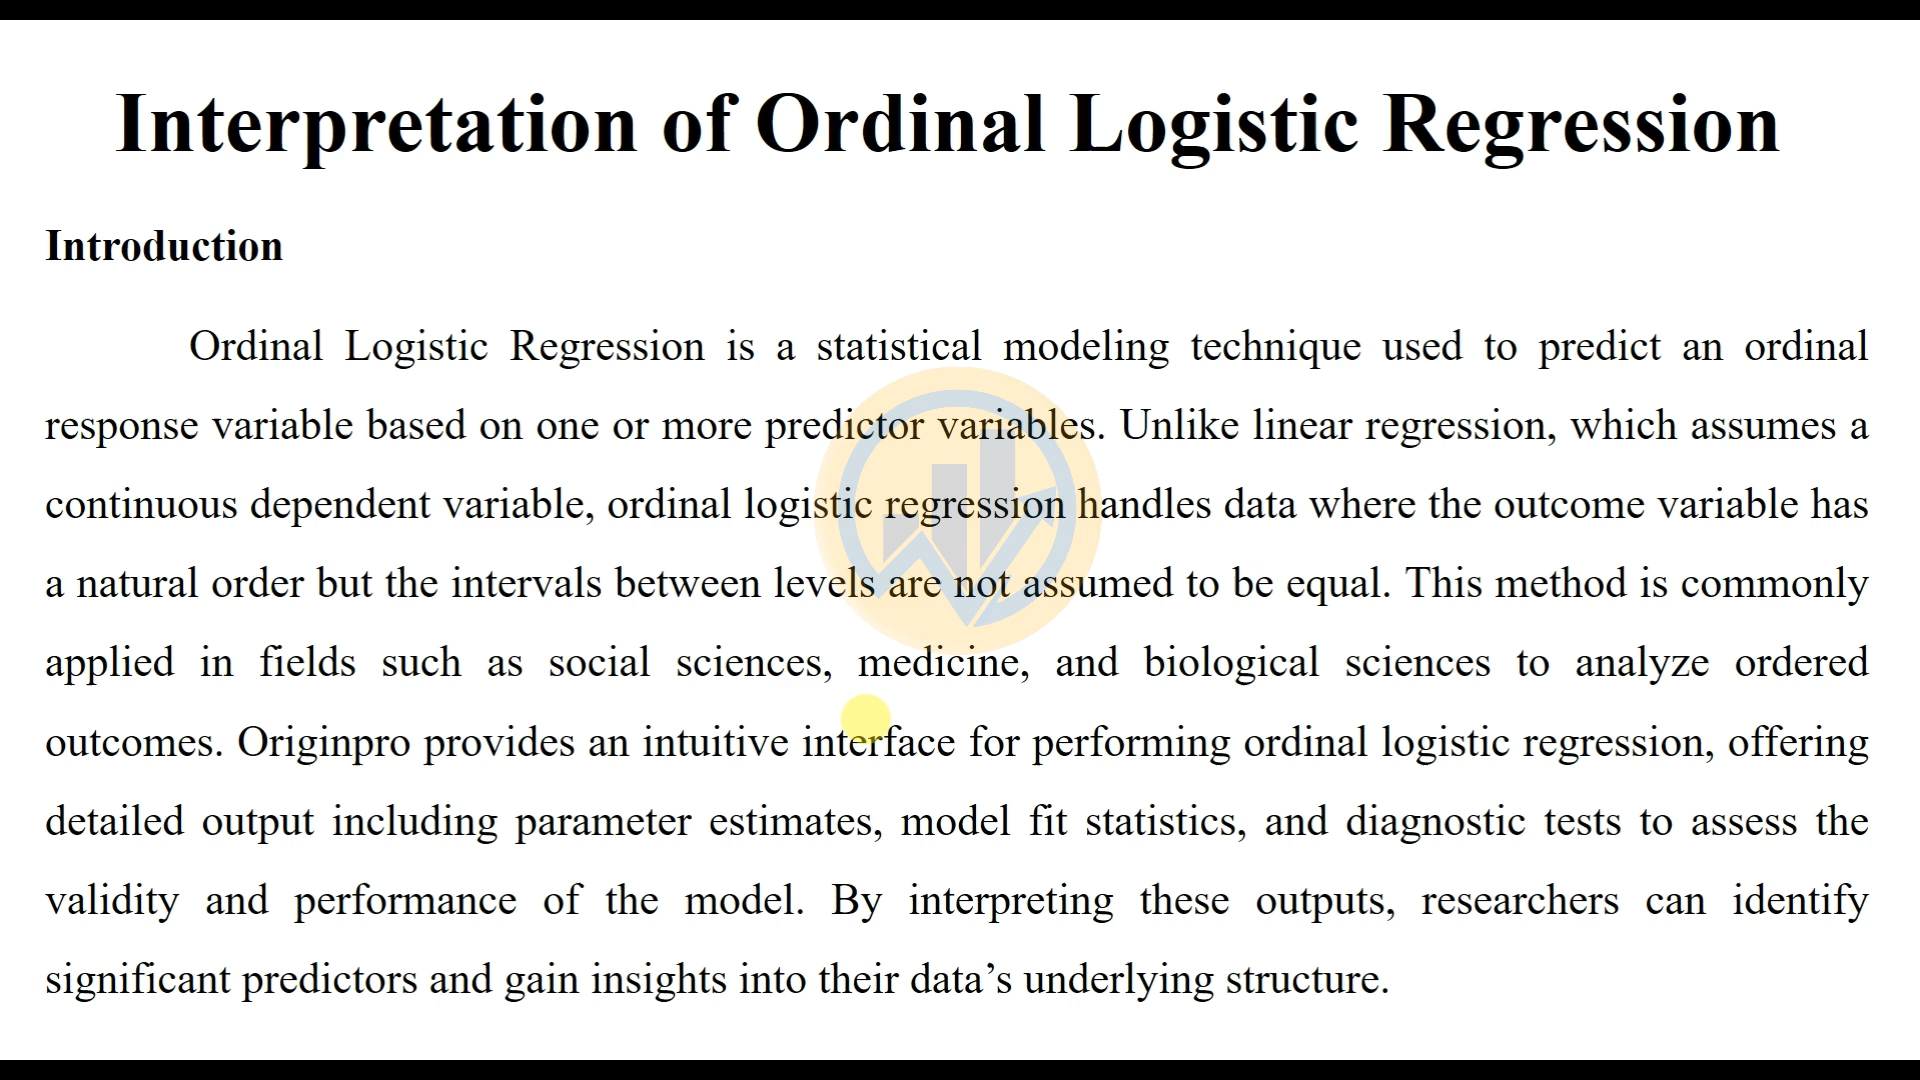 Interpretation of Ordinal Logistic Regression
Introduction
Ordinal Logistic Regression is a statistical modeling technique used to predict an ordinal
response variable based on one or more predictor variables. Unlike linear regression, which assumes a
continuous dependent variable, ordinal logistic regression handles data where the outcome variable has
a natural order but the intervals between levels are not assumed to be equal. This method is commonly
applied in fields such as social sciences, medicine, and biological sciences to analyze ordered
outcomes. Originpro provides an intuitive interface for performing ordinal logistic regression, offering
detailed output including parameter estimates, model fit statistics, and diagnostic tests to assess the
validity and performance of the model. By interpreting these outputs, researchers can identify
significant predictors and gain insights into their data’s underlying structure.